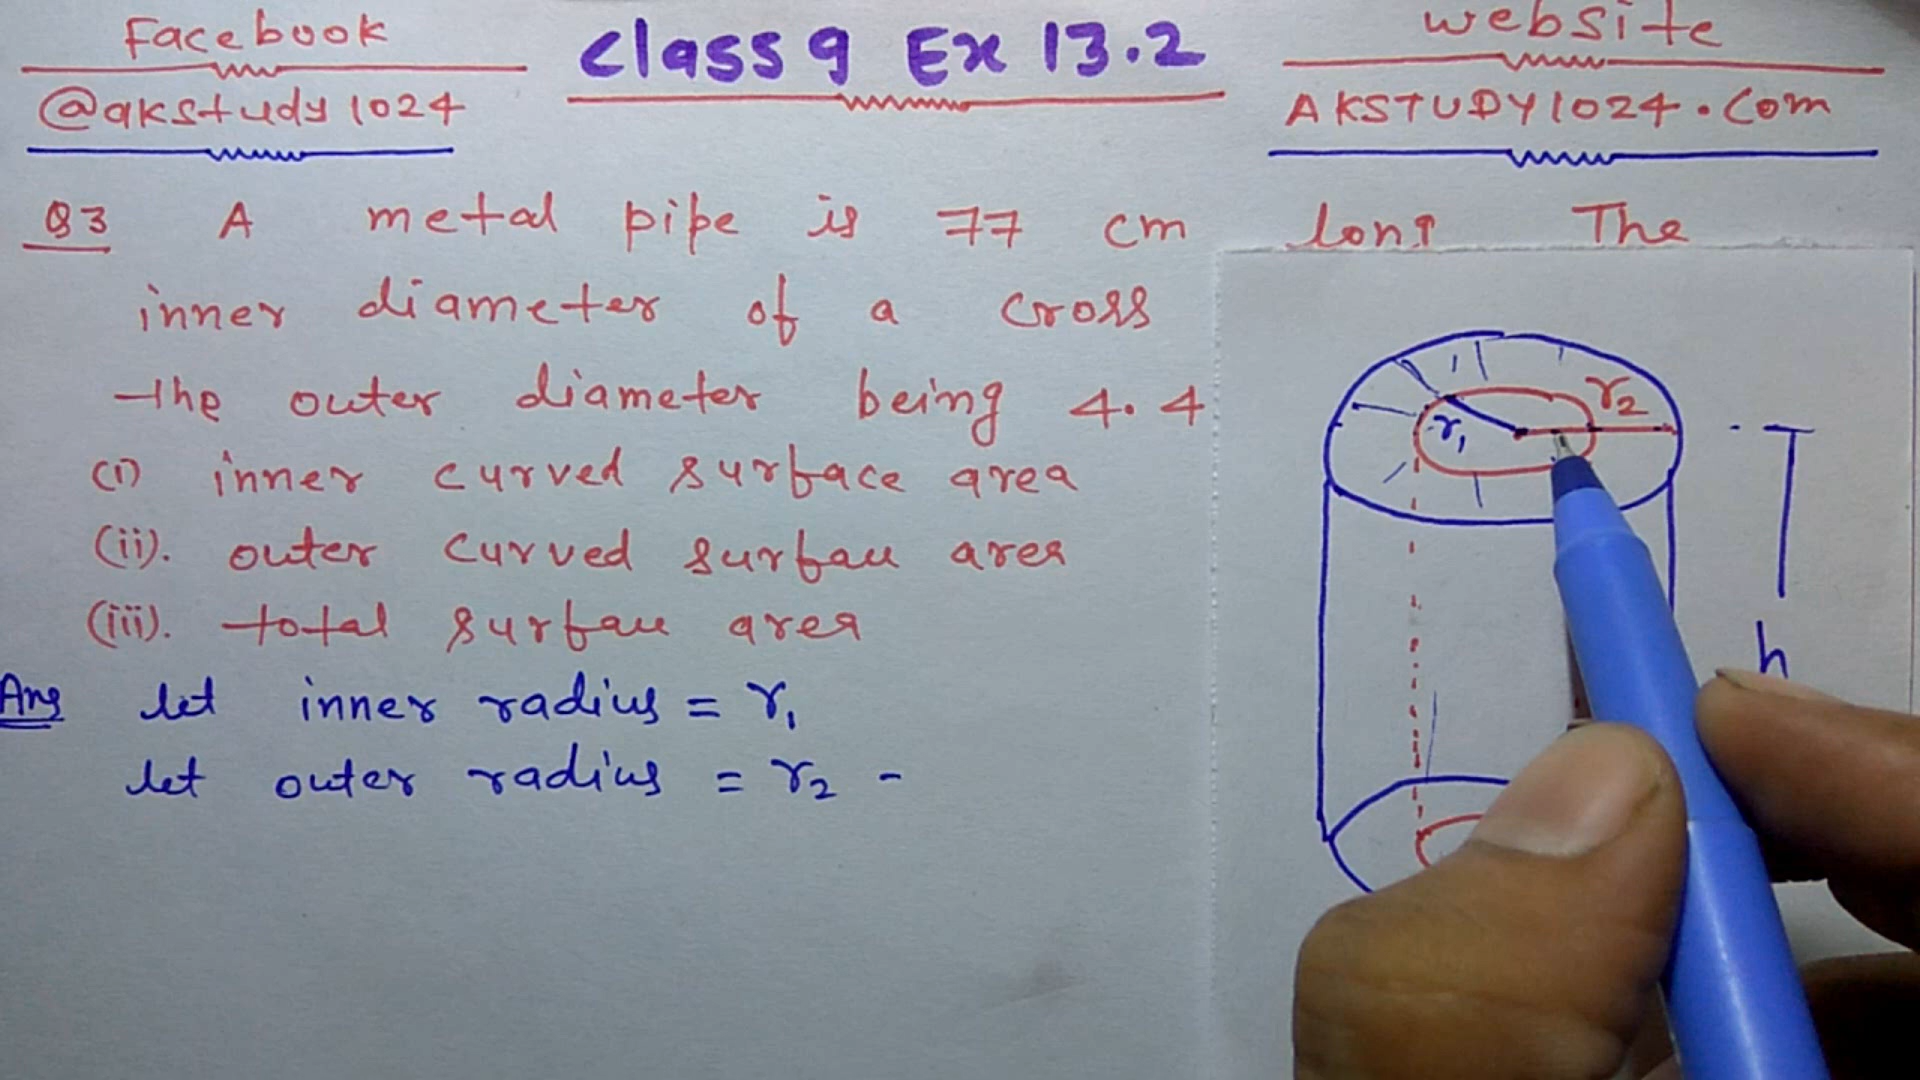 Facebook
@akstudy1024
Class 9 Ex 13.2
website
AKSTUDY1024.Com
Q3 A metal pipe is 77 cm long The
inner diameter of a cross
the outer diameter being 4.4
(i) inner curved surface area
(ii). outer curved surface area
(iii). total surface area
Ans let inner radius = r₁
let outer radius = r₂ -
r₂
r₁
h